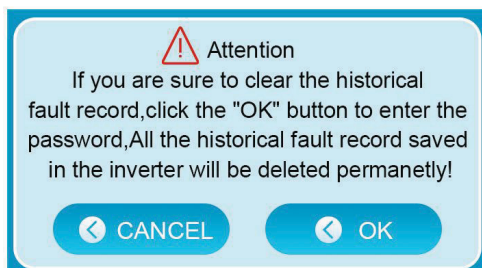 Attention
If you are sure to clear the historical
fault record,click the "OK" button to enter the
password,All the historical fault record saved
in the inverter will be deleted permanetly!
CANCEL
OK